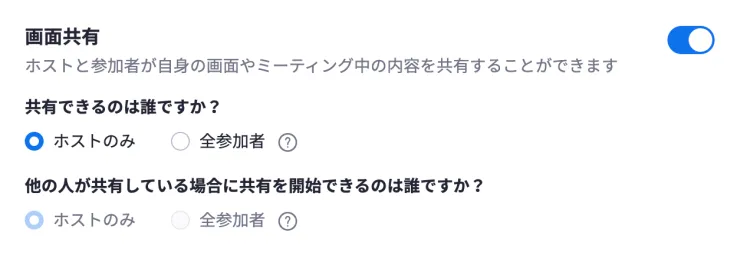 画面共有
ホストと参加者が自身の画面やミーティング中の内容を共有することができます
共有できるのは誰ですか？
ホストのみ 全参加者 ?
他の人が共有している場合に共有を開始できるのは誰ですか？
ホストのみ 全参加者 ?